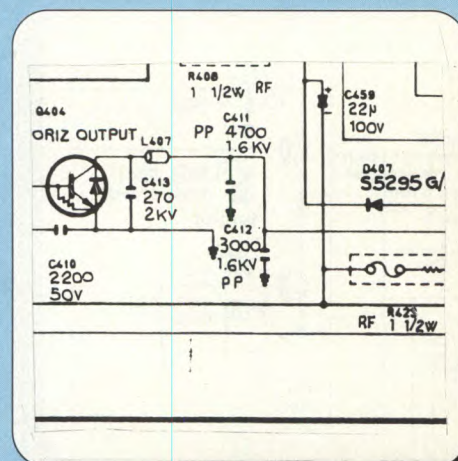 R408
1 1/2W RF
Q404
ORIZ OUTPUT
L407
PP
C411
4700
1.6KV
C413
270
2KV
C412
3000
1.6KV
PP
C410
2200
50V
C459
22µ
100V
+
D407
S5295G/
R423
RF 1 1/2W